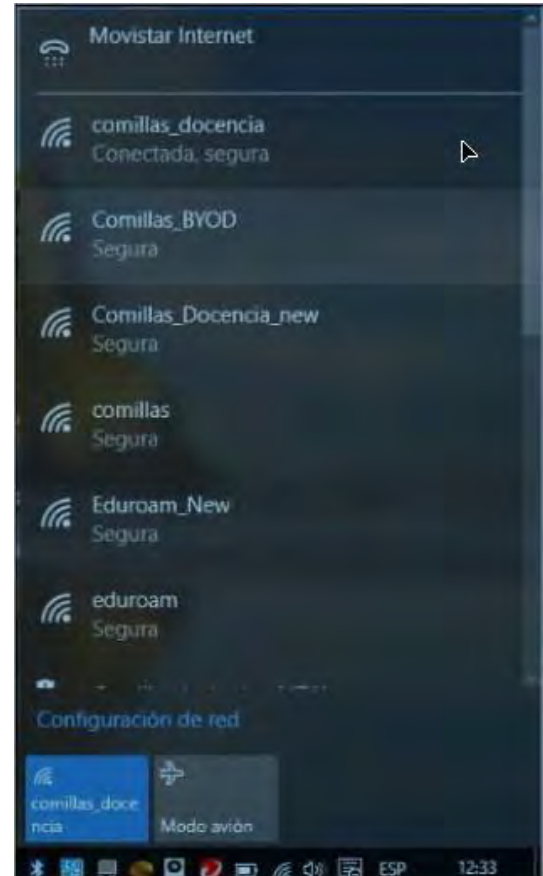 Movistar Internet
comillas_docencia
Conectada, segura
Comillas_BYOD
Segura
Comillas_Docencia_new
Segura
comillas
Segura
Eduroam_New
Segura
eduroam
Segura
Configuración de red
comillas_doce
ncia
Modo avión
ESP 12:33